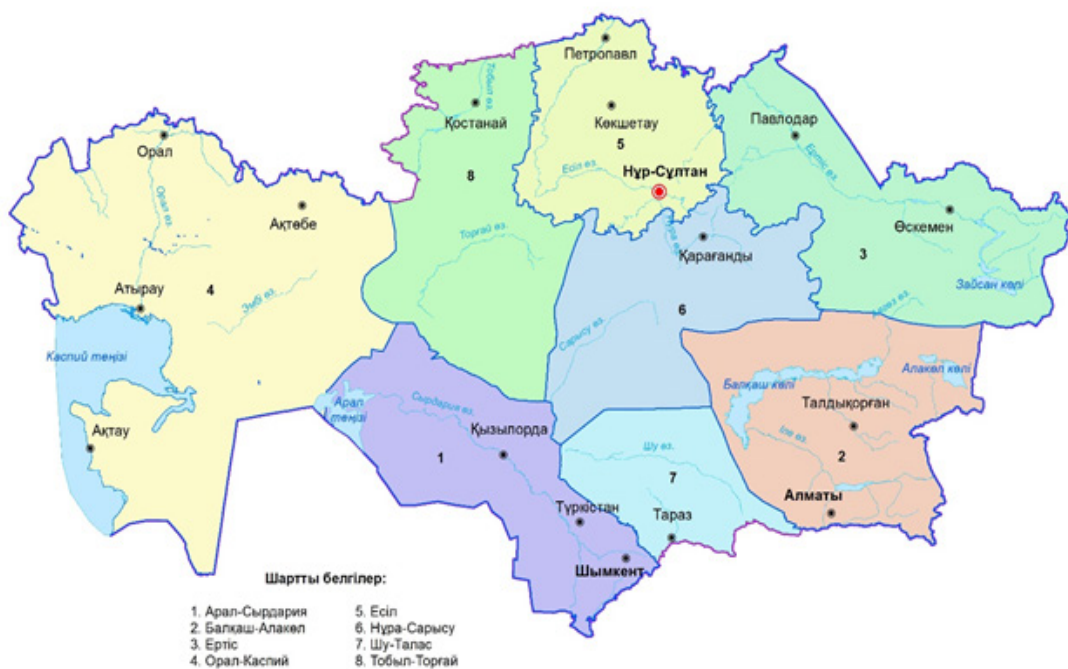 Петропавл
Тобыл өз.
Қостанай
Көкшетау
Павлодар
Орал
5
Ертіс өз.
Есіл өз.
Нұр-Сұлтан
8
Орал өз.
Ақтөбе
Өскемен
Нұра өз.
Торғай өз.
Қарағанды
3
Зайсан көлі
Атырау
4
Эмбі өз.
6
Сарысу өз.
Каспий теңізі
Балқаш көлі
Алакөл көлі
Арал
теңізі
Сырдария өз.
Талдықорған
Ақтау
Қызылорда
Іле өз.
1
Шу өз.
2
7
Алматы
Түркістан
Тараз
Шымкент
Шартты белгілер:
1. Арал-Сырдария
2. Балқаш-Алакөл
3. Ертіс
4. Орал-Каспий
5. Есіл
6. Нұра-Сарысу
7. Шу-Талас
8. Тобыл-Торғай